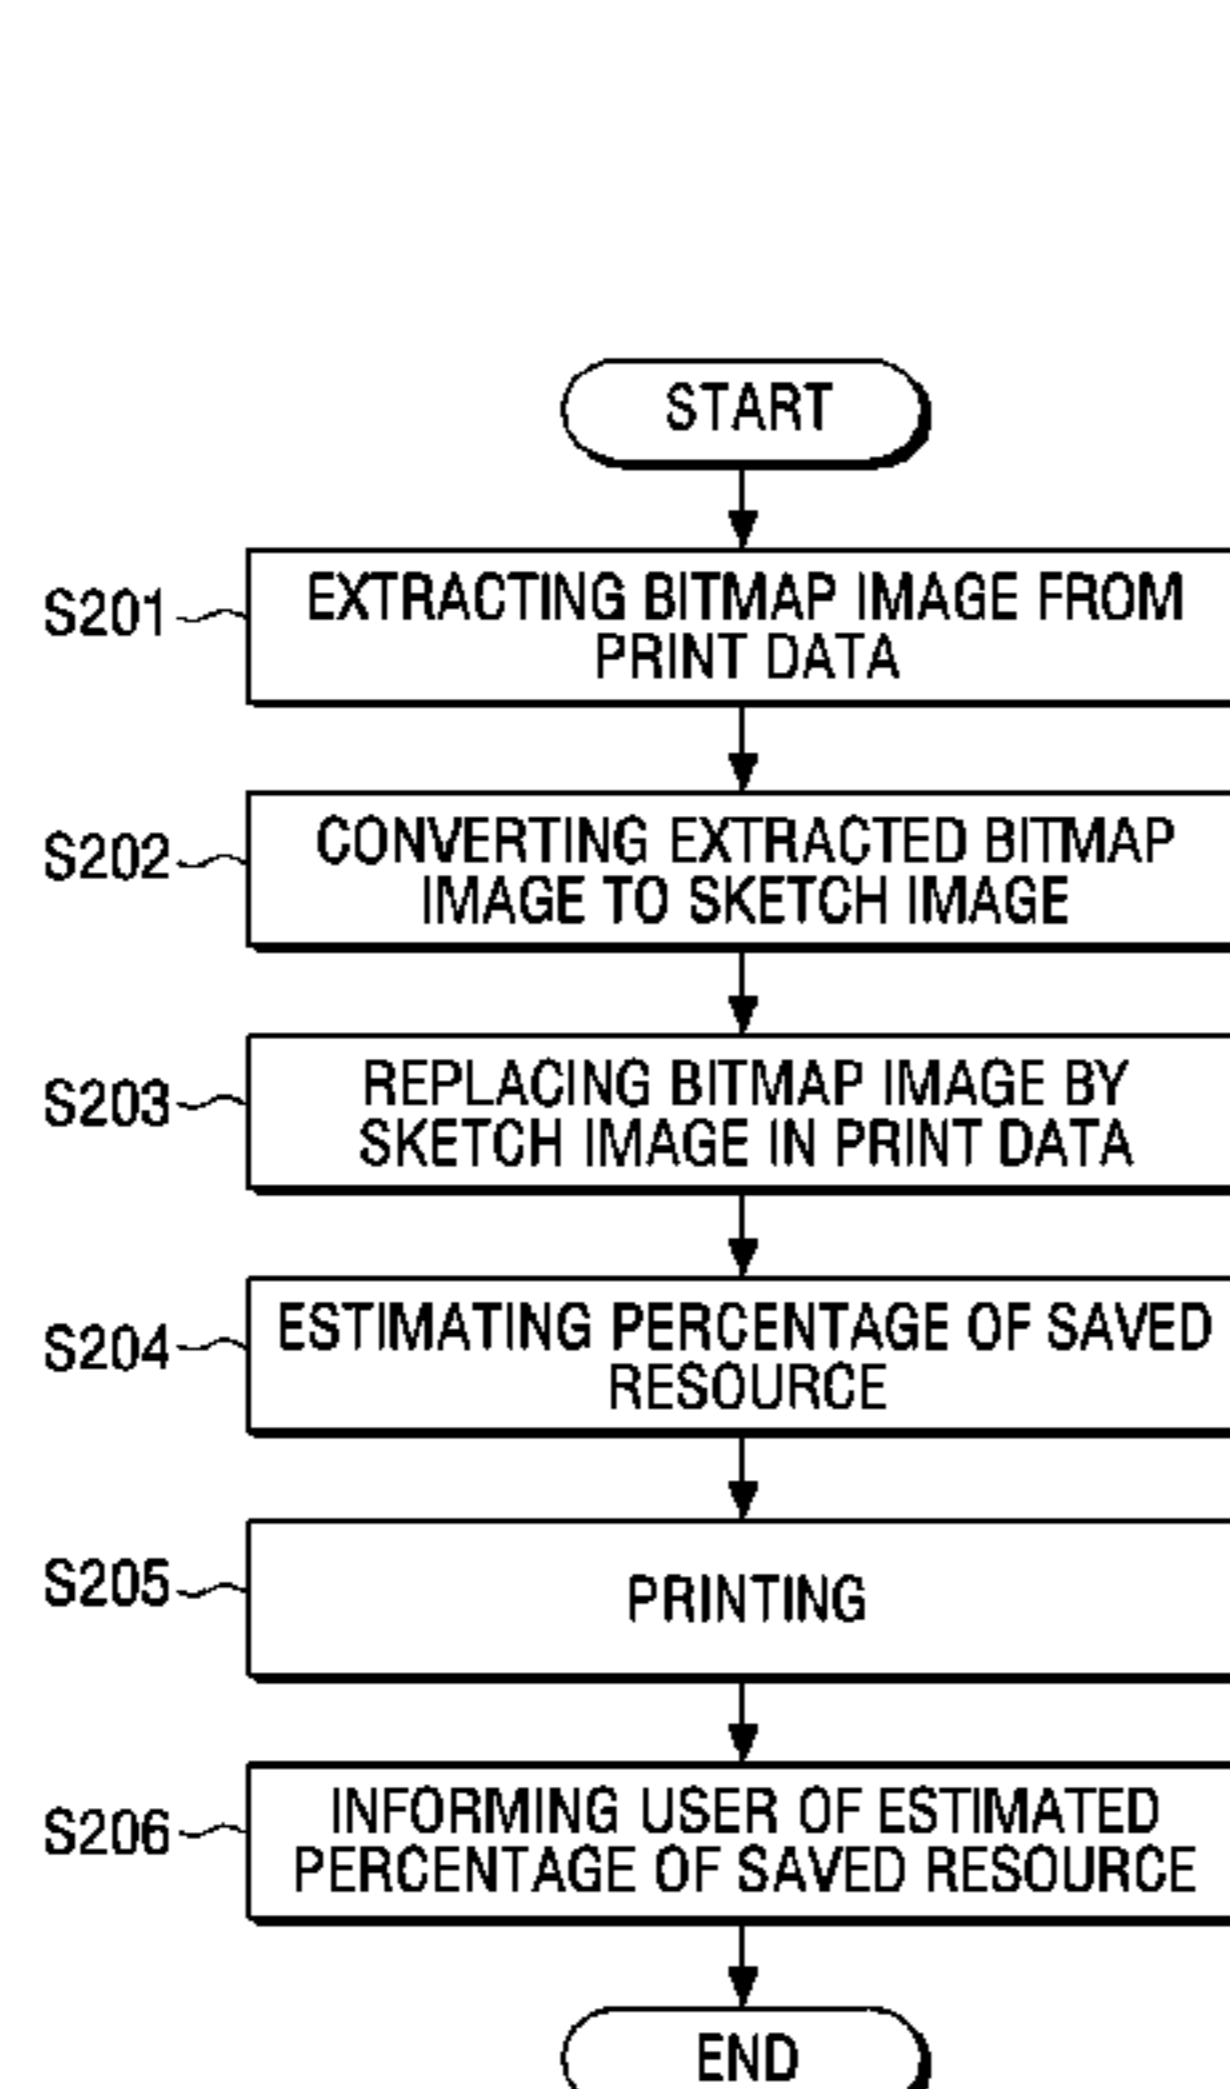 START
S201
EXTRACTING BITMAP IMAGE FROM
PRINT DATA
S202
CONVERTING EXTRACTED BITMAP
IMAGE TO SKETCH IMAGE
S203
REPLACING BITMAP IMAGE BY
SKETCH IMAGE IN PRINT DATA
S204
ESTIMATING PERCENTAGE OF SAVED
RESOURCE
S205
PRINTING
S206
INFORMING USER OF ESTIMATED
PERCENTAGE OF SAVED RESOURCE
END